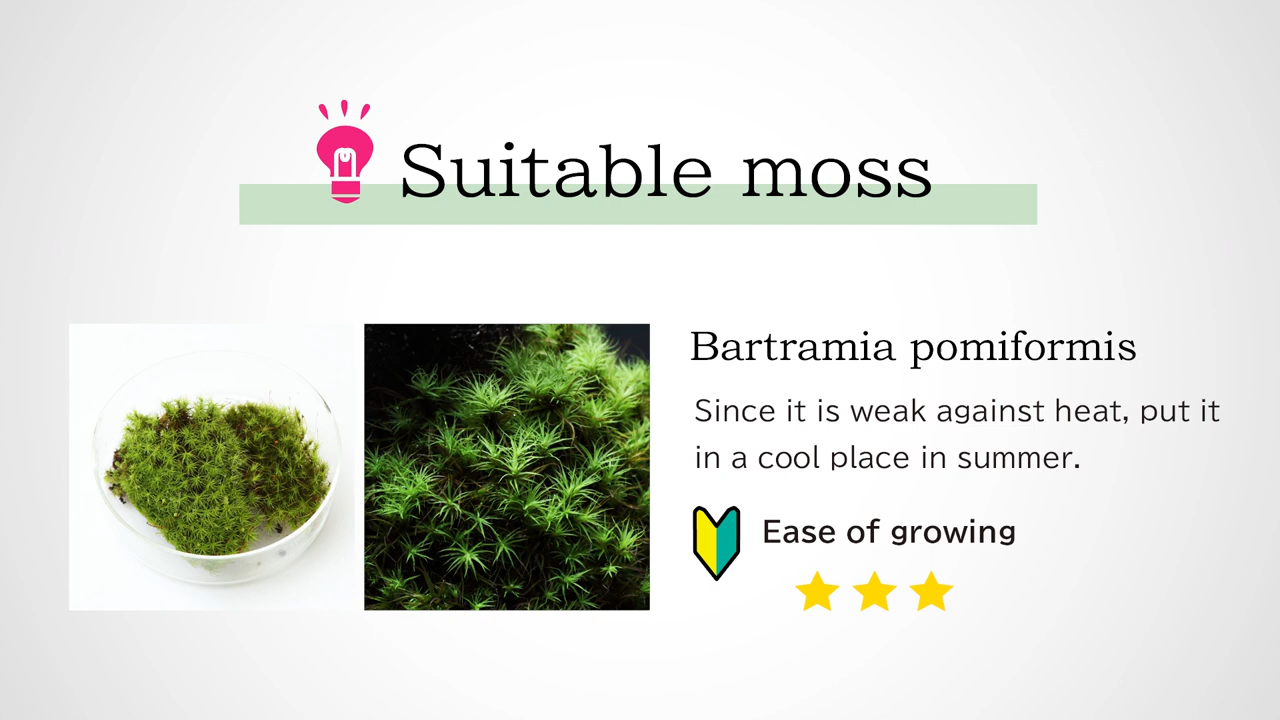 Suitable moss
Bartramia pomiformis
Since it is weak against heat, put it
in a cool place in summer.
Ease of growing